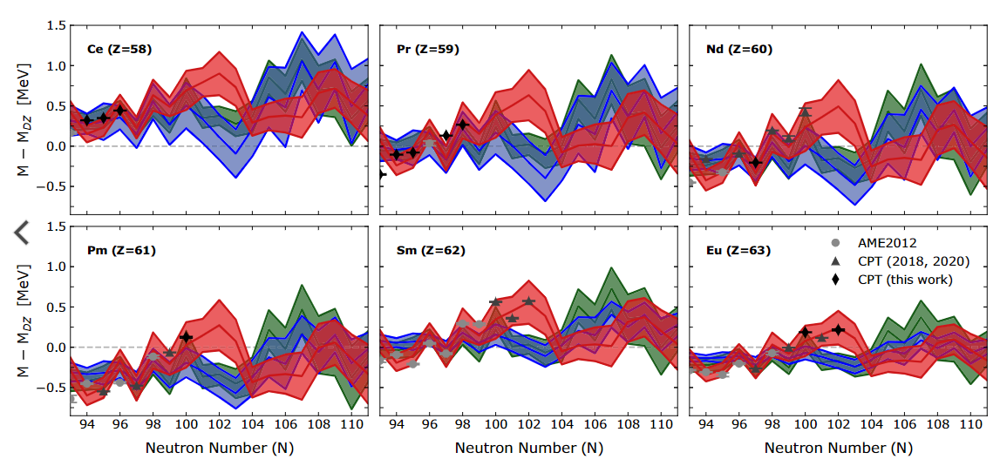 1.5
1.0
0.5
0.0
−0.5
M − M_DZ [MeV]
Ce (Z=58)
Pr (Z=59)
Nd (Z=60)
1.5
1.0
0.5
0.0
−0.5
M − M_DZ [MeV]
Pm (Z=61)
Sm (Z=62)
Eu (Z=63)
AME2012
CPT (2018, 2020)
CPT (this work)
94 96 98 100 102 104 106 108 110
94 96 98 100 102 104 106 108 110
94 96 98 100 102 104 106 108 110
Neutron Number (N)
Neutron Number (N)
Neutron Number (N)